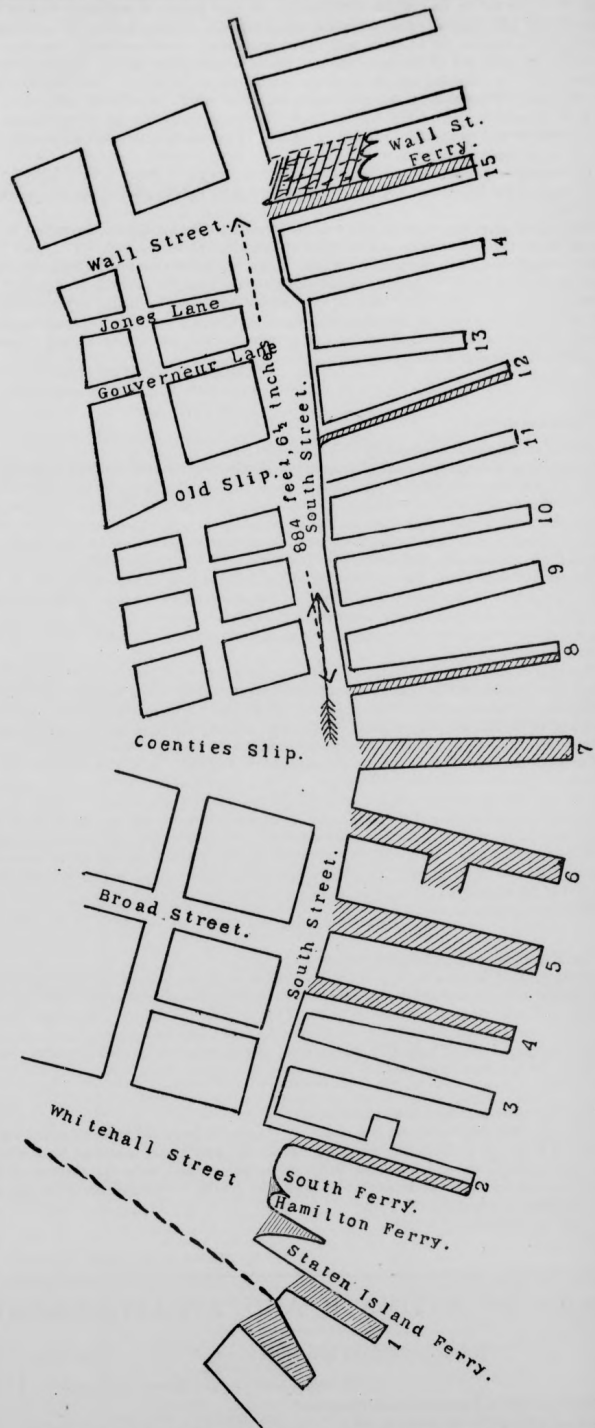 Wall St.
Ferry.
15
Wall Street.
14
Jones Lane
13
Gouverneur Lane
12
884 feet, 6½ inches
South Street.
11
Old Slip.
10
9
8
Coenties Slip.
7
6
Broad Street.
South Street.
5
4
3
Whitehall Street
2
South Ferry.
Hamilton Ferry.
Staten Island Ferry.
1